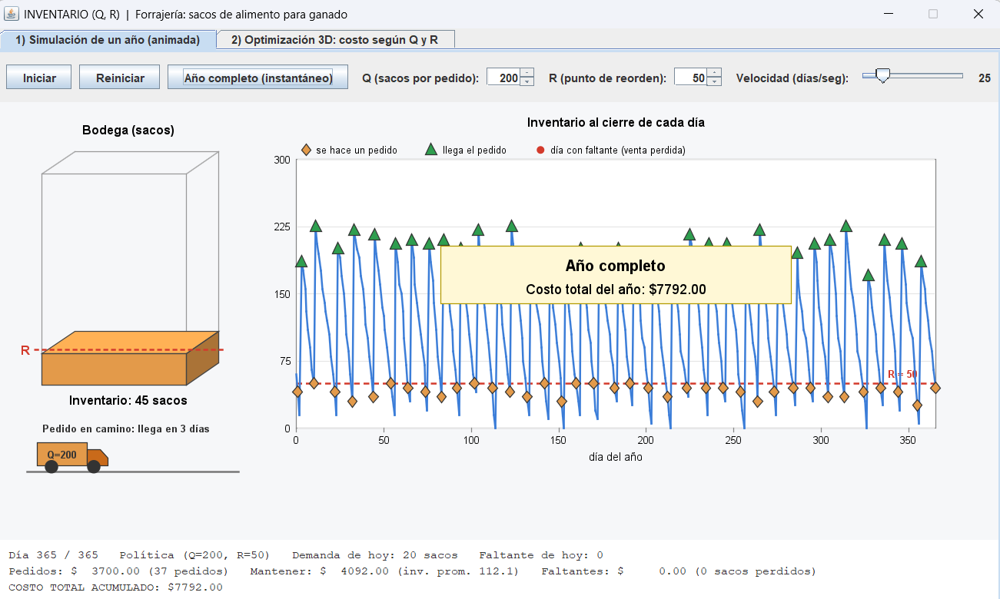 INVENTARIO (Q, R) | Forrajería: sacos de alimento para ganado
1) Simulación de un año (animada)
2) Optimización 3D: costo según Q y R
Iniciar
Reiniciar
Año completo (instantáneo)
Q (sacos por pedido):
200
R (punto de reorden):
50
Velocidad (días/seg):
25
Bodega (sacos)
R
Inventario: 45 sacos
Pedido en camino: llega en 3 días
Q=200
Inventario al cierre de cada día
se hace un pedido
llega el pedido
día con faltante (venta perdida)
300
225
150
75
0
Año completo
Costo total del año: $7792.00
R = 50
0 50 100 150 200 250 300 350
día del año
Día 365 / 365 Política (Q=200, R=50) Demanda de hoy: 20 sacos Faltante de hoy: 0
Pedidos: $ 3700.00 (37 pedidos) Mantener: $ 4092.00 (inv. prom. 112.1) Faltantes: $ 0.00 (0 sacos perdidos)
COSTO TOTAL ACUMULADO: $7792.00